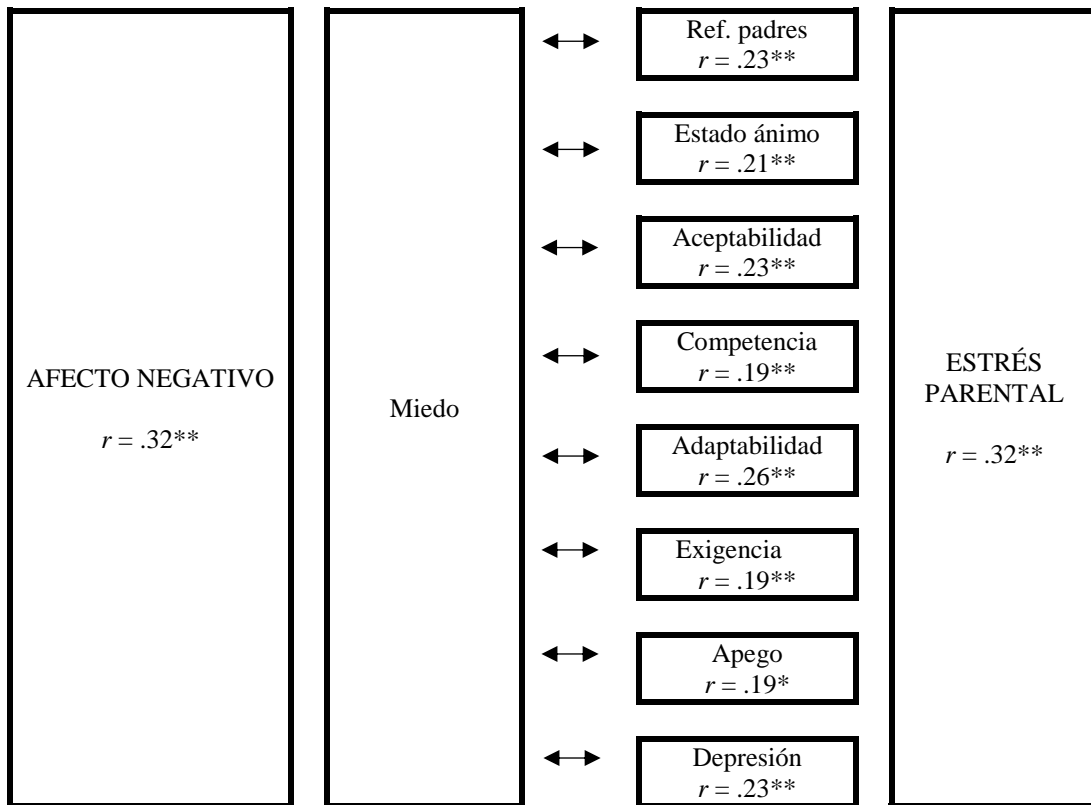 AFECTO NEGATIVO
r = .32**
Miedo
Ref. padres
r = .23**
Estado ánimo
r = .21**
Aceptabilidad
r = .23**
Competencia
r = .19**
Adaptabilidad
r = .26**
Exigencia
r = .19**
Apego
r = .19*
Depresión
r = .23**
ESTRÉS
PARENTAL
r = .32**